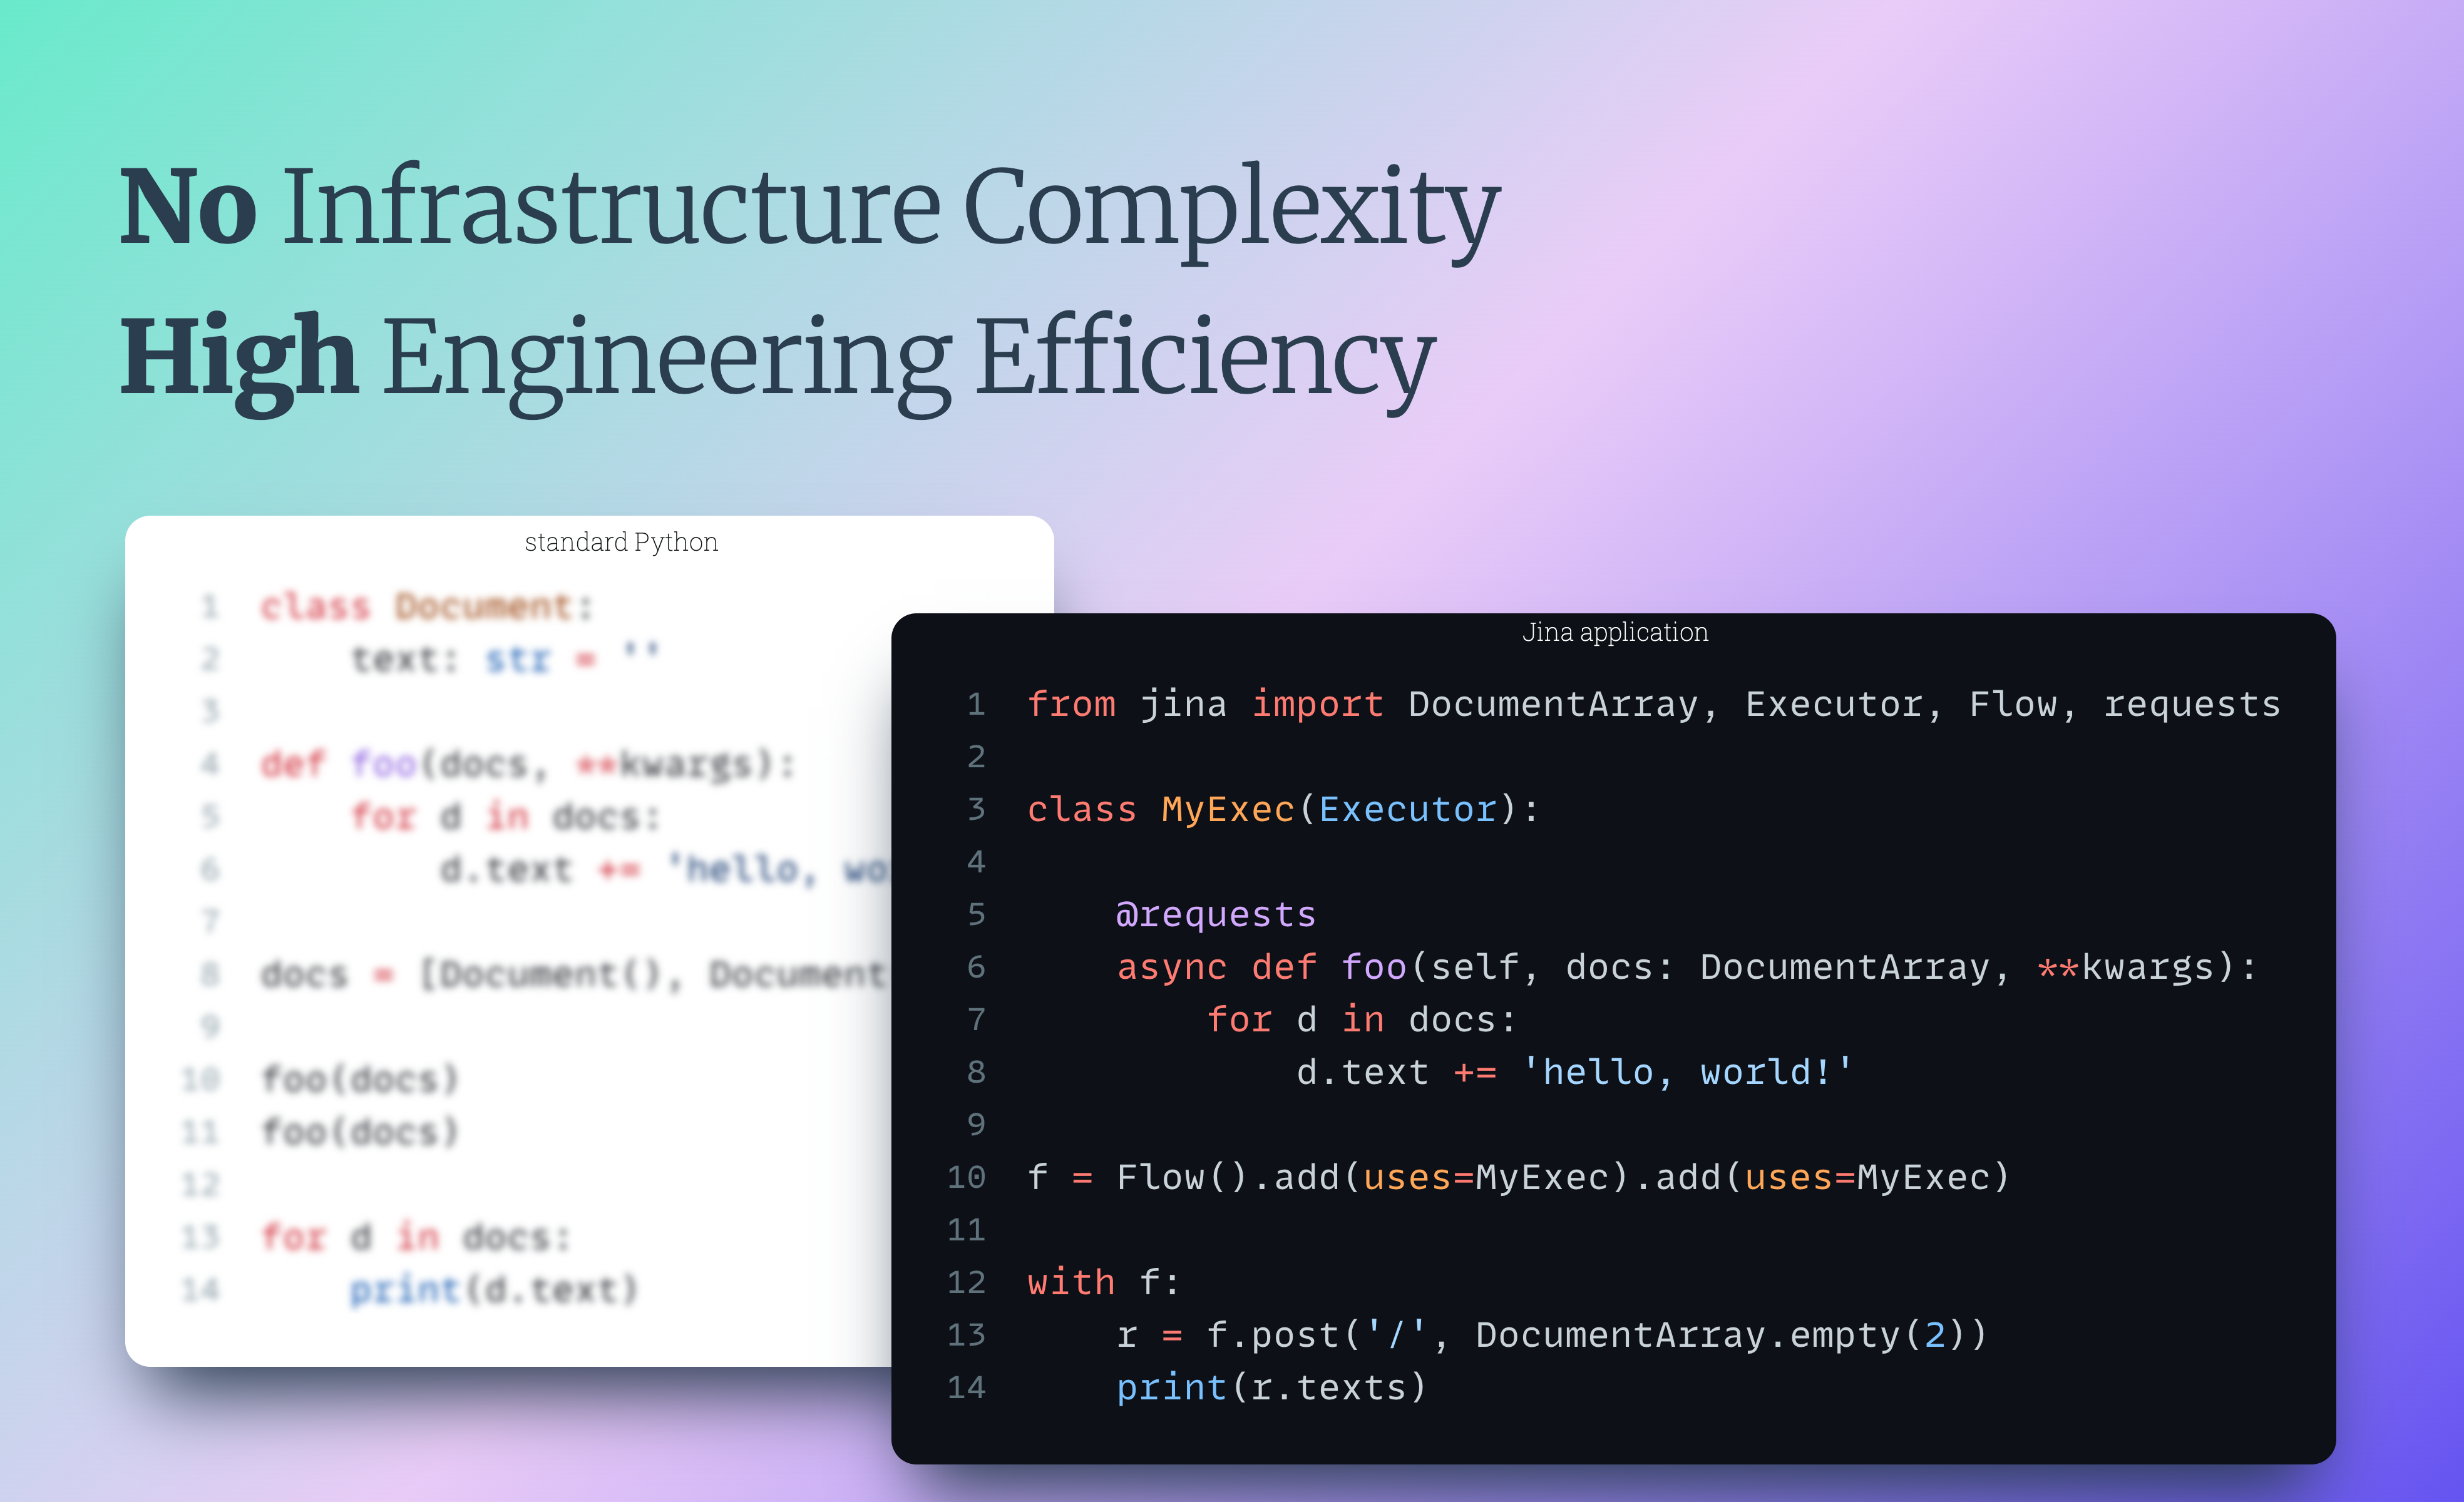 No Infrastructure Complexity
High Engineering Efficiency
standard Python
1 class Document:
2     text: str = ''
3
4 def foo(docs, **kwargs):
5     for d in docs:
6         d.text += 'hello,
7
8 docs = [Document(), Document
9
10 foo(docs)
11 foo(docs)
12
13 for d in docs:
14     print(d.text)
Jina application
1 from jina import DocumentArray, Executor, Flow, requests
2
3 class MyExec(Executor):
4
5     @requests
6     async def foo(self, docs: DocumentArray, **kwargs):
7         for d in docs:
8             d.text += 'hello, world!'
9
10 f = Flow().add(uses=MyExec).add(uses=MyExec)
11
12 with f:
13     r = f.post('/', DocumentArray.empty(2))
14     print(r.texts)